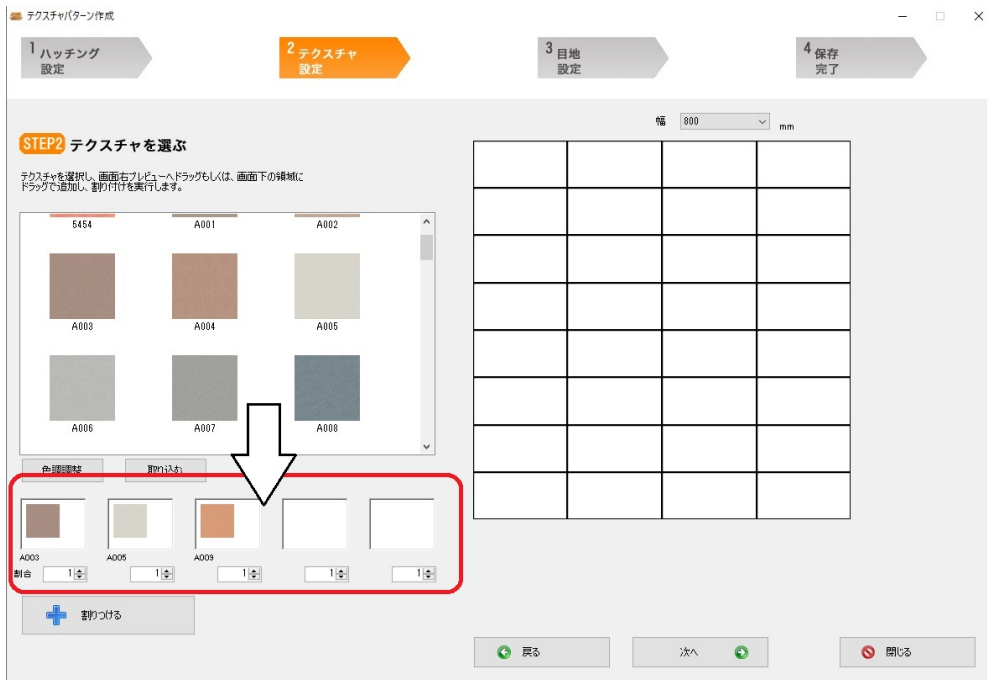 テクスチャパターン作成
1 ハッチング
設定
2 テクスチャ
設定
3 目地
設定
4 保存
完了
幅 800 mm
STEP2 テクスチャを選ぶ
テクスチャを選択し、画面右プレビューへドラッグもしくは、画面下の領域に
ドラッグで追加し、割り付けを実行します。
5454 A001 A002
A003 A004 A005
A006 A007 A008
色調調整 取り込む
A003 A005 A009
割合 1 1 1 1 1
割りつける
戻る 次へ 閉じる